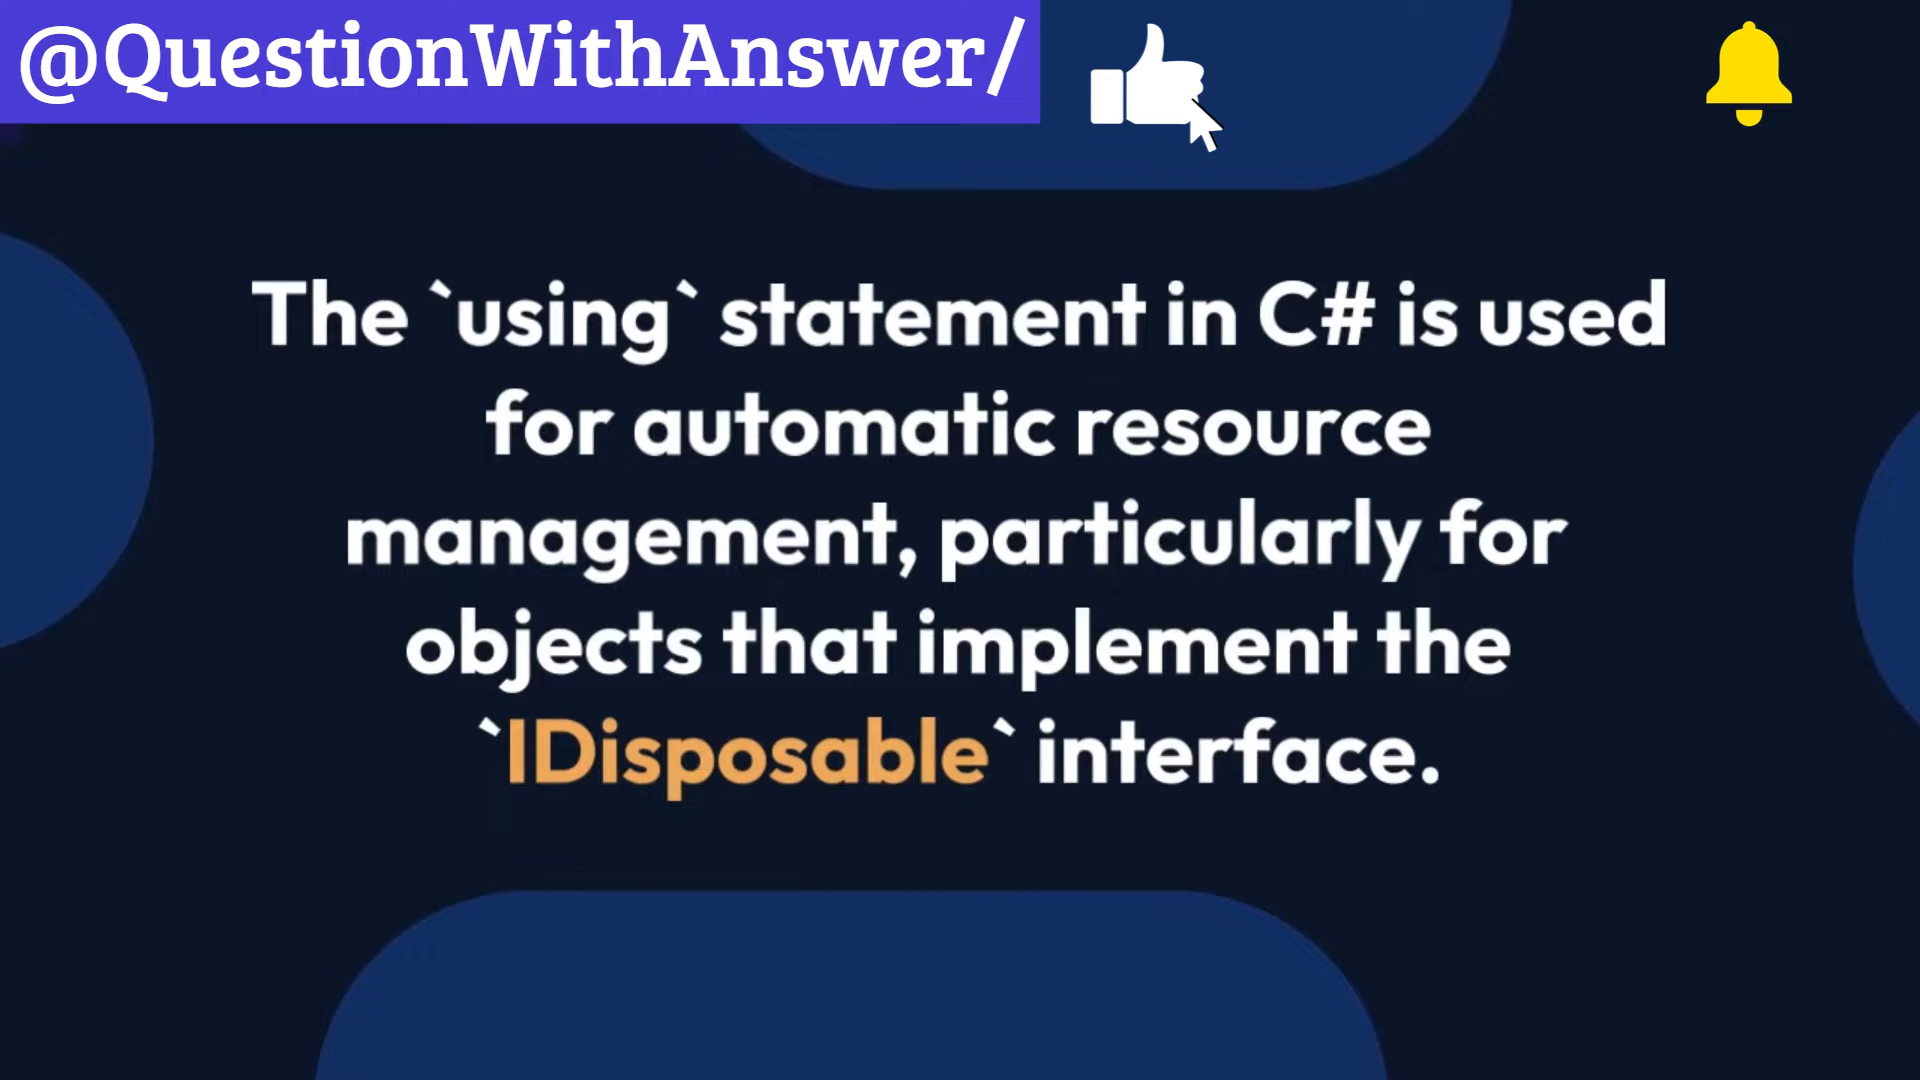 @QuestionWithAnswer/
The `using` statement in C# is used
for automatic resource
management, particularly for
objects that implement the
`IDisposable` interface.